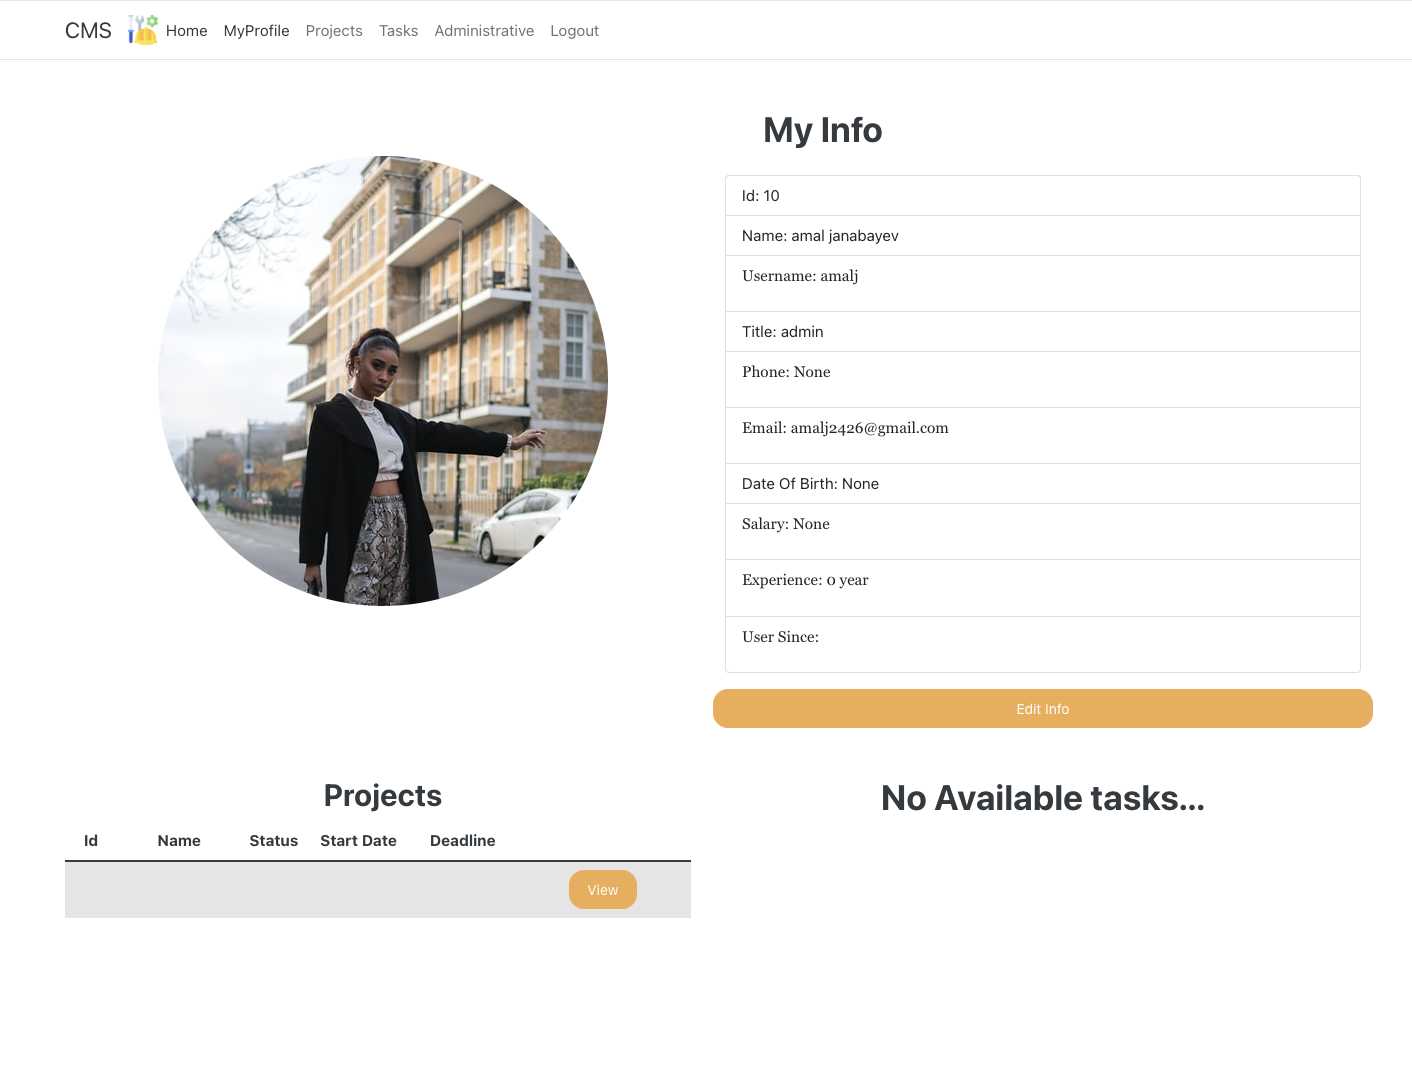 CMS Home MyProfile Projects Tasks Administrative Logout
My Info
Id: 10
Name: amal janabayev
Username: amalj
Title: admin
Phone: None
Email: amalj2426@gmail.com
Date Of Birth: None
Salary: None
Experience: 0 year
User Since:
Edit Info
Projects
Id Name Status Start Date Deadline
View
No Available tasks...